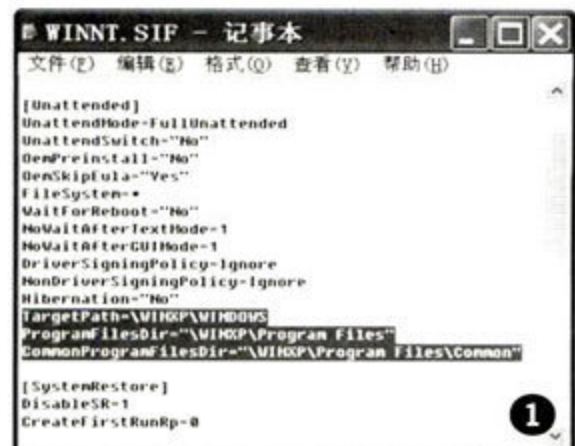 WINNT.SIF - 记事本
文件(F) 编辑(E) 格式(O) 查看(V) 帮助(H)
[Unattended]
UnattendMode=FullUnattended
UnattendSwitch="No"
OemPreinstall="No"
OemSkipEula="Yes"
FileSystem=*
WaitForReboot="No"
NoWaitAfterTextMode=1
NoWaitAfterGUIMode=1
DriverSigningPolicy=Ignore
NonDriverSigningPolicy=Ignore
Hibernation="No"
TargetPath=\WINXP\WINDOWS
ProgramFilesDir="\WINXP\Program Files"
CommonProgramFilesDir="\WINXP\Program Files\Common"
[SystemRestore]
DisableSR=1
CreateFirstRunRp=0
1